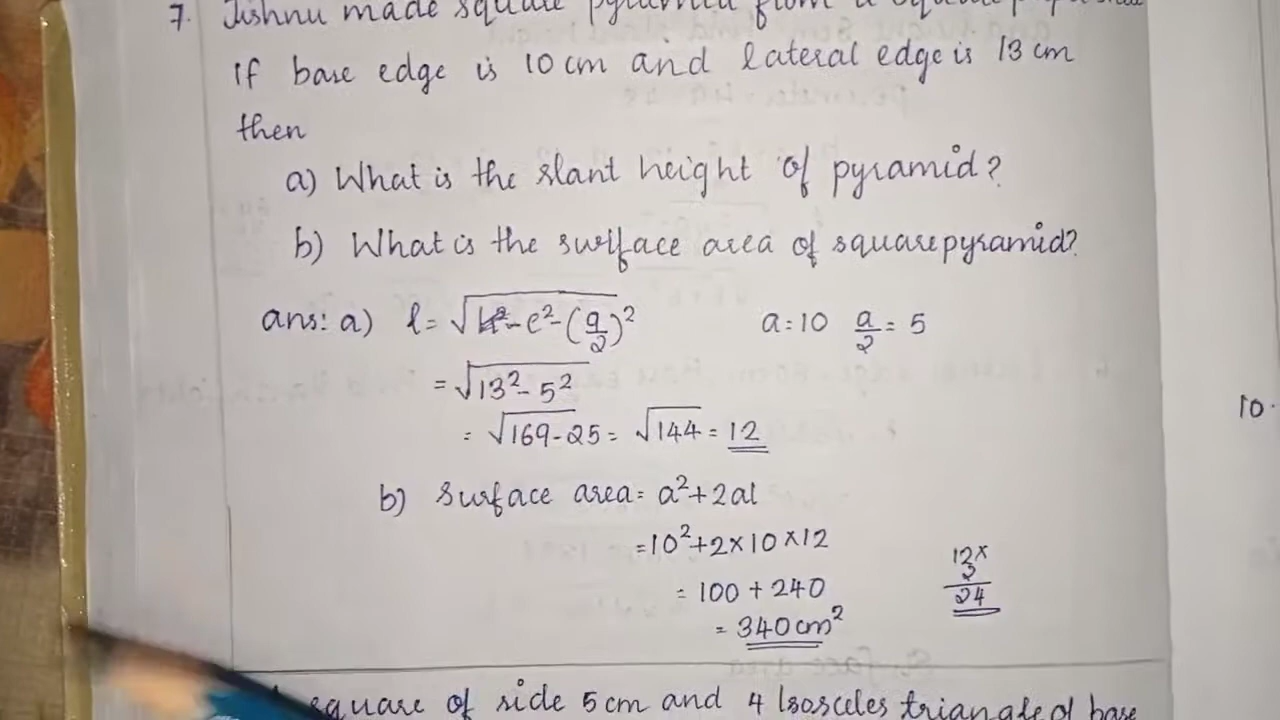 7. Jishnu made square pyramid from a square
If base edge is 10 cm and lateral edge is 13 cm
then
a) What is the slant height of pyramid?
b) What is the surface area of square pyramid?
ans: a) l = √e² - (a/2)² a = 10 a/2 = 5
= √13² - 5²
= √169 - 25 = √144 = 12
b) Surface area = a² + 2al
= 10² + 2 × 10 × 12
= 100 + 240
= 340 cm²
12 ×
2
24
10.
square of side 5 cm and 4 Isosceles triangle of base